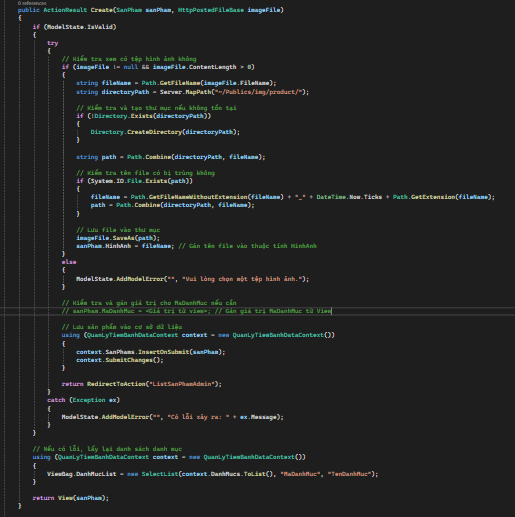 0 references
public ActionResult Create(SanPham sanPham, HttpPostedFileBase imageFile)
{
if (ModelState.IsValid)
{
try
{
// Kiểm tra xem có tệp hình ảnh không
if (imageFile != null && imageFile.ContentLength > 0)
{
string fileName = Path.GetFileName(imageFile.FileName);
string directoryPath = Server.MapPath("~/Publics/img/product/");
// Kiểm tra và tạo thư mục nếu không tồn tại
if (!Directory.Exists(directoryPath))
{
Directory.CreateDirectory(directoryPath);
}
string path = Path.Combine(directoryPath, fileName);
// Kiểm tra tên file có bị trùng không
if (System.IO.File.Exists(path))
{
fileName = Path.GetFileNameWithoutExtension(fileName) + "_" + DateTime.Now.Ticks + Path.GetExtension(fileName);
path = Path.Combine(directoryPath, fileName);
}
// Lưu file vào thư mục
imageFile.SaveAs(path);
sanPham.HinhAnh = fileName; // Gán tên file vào thuộc tính HinhAnh
}
else
{
ModelState.AddModelError("", "Vui lòng chọn một tệp hình ảnh.");
}
// Kiểm tra và gán giá trị cho MaDanhMuc nếu cần
// sanPham.MaDanhMuc = <Giá trị từ view>; // Gán giá trị MaDanhMuc từ View
// Lưu sản phẩm vào cơ sở dữ liệu
using (QuanLyTiemBanhDataContext context = new QuanLyTiemBanhDataContext())
{
context.SanPhams.InsertOnSubmit(sanPham);
context.SubmitChanges();
}
return RedirectToAction("ListSanPhamAdmin");
}
catch (Exception ex)
{
ModelState.AddModelError("", "Có lỗi xảy ra: " + ex.Message);
}
}
// Nếu có lỗi, lấy lại danh sách danh mục
using (QuanLyTiemBanhDataContext context = new QuanLyTiemBanhDataContext())
{
ViewBag.DanhMucList = new SelectList(context.DanhMucs.ToList(), "MaDanhMuc", "TenDanhMuc");
}
return View(sanPham);
}